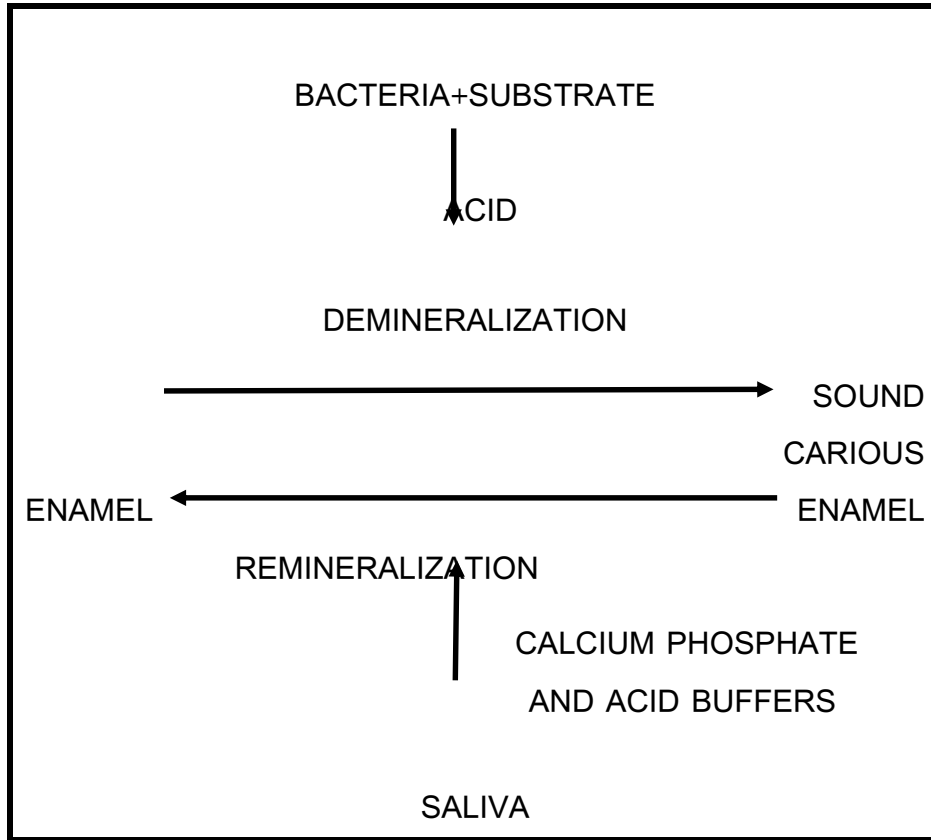 BACTERIA+SUBSTRATE
ACID
DEMINERALIZATION
SOUND
CARIOUS
ENAMEL ENAMEL
REMINERALIZATION
CALCIUM PHOSPHATE
AND ACID BUFFERS
SALIVA